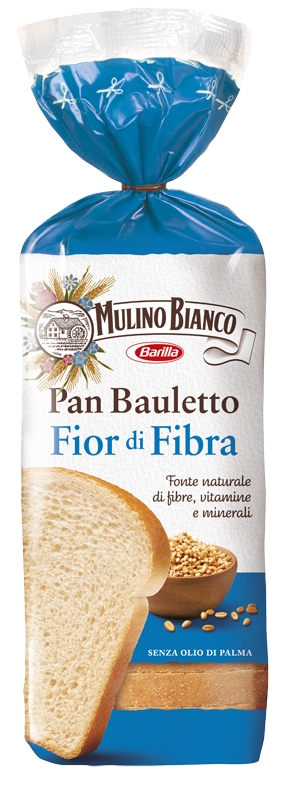 MULINO BIANCO
Barilla
Pan Bauletto
Fior di Fibra
Fonte naturale
di fibre, vitamine
e minerali
SENZA OLIO DI PALMA